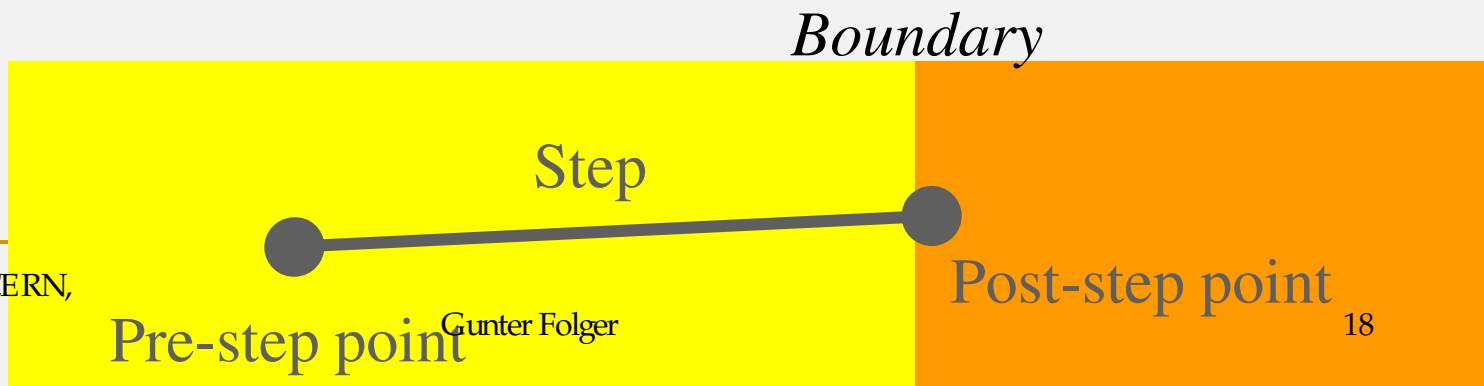 Boundary
Step
ERN,
Post-step point
Pre-step point
Gunter Folger
18